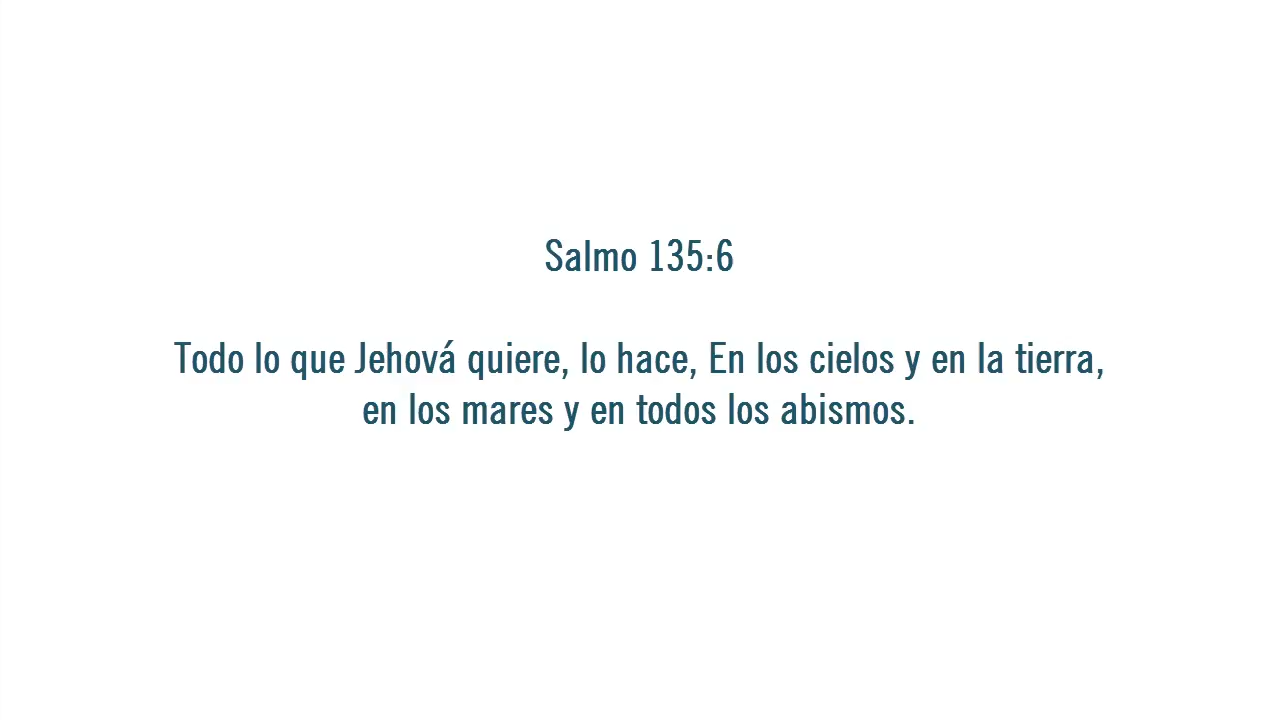 Salmo 135:6
Todo lo que Jehová quiere, lo hace, En los cielos y en la tierra,
en los mares y en todos los abismos.